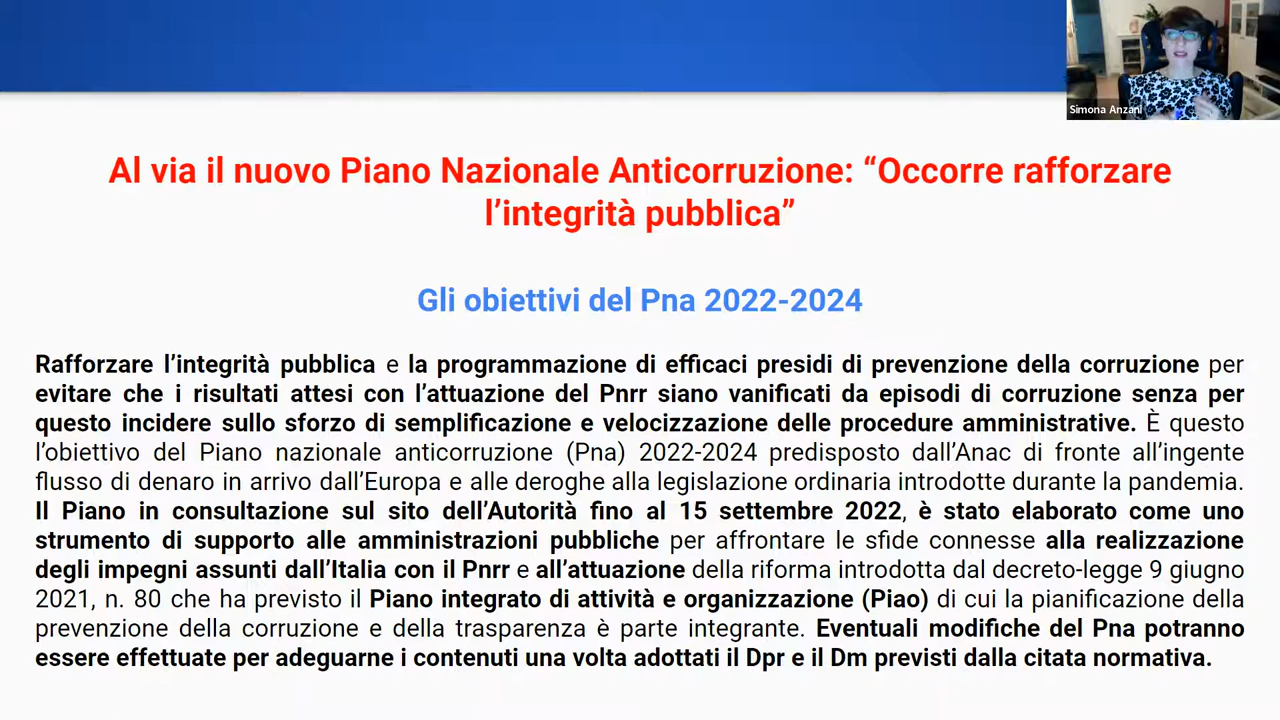 Simona Anzani
Al via il nuovo Piano Nazionale Anticorruzione: “Occorre rafforzare
l’integrità pubblica”
Gli obiettivi del Pna 2022-2024
Rafforzare l’integrità pubblica e la programmazione di efficaci presidi di prevenzione della corruzione per
evitare che i risultati attesi con l’attuazione del Pnrr siano vanificati da episodi di corruzione senza per
questo incidere sullo sforzo di semplificazione e velocizzazione delle procedure amministrative. È questo
l’obiettivo del Piano nazionale anticorruzione (Pna) 2022-2024 predisposto dall’Anac di fronte all’ingente
flusso di denaro in arrivo dall’Europa e alle deroghe alla legislazione ordinaria introdotte durante la pandemia.
Il Piano in consultazione sul sito dell’Autorità fino al 15 settembre 2022, è stato elaborato come uno
strumento di supporto alle amministrazioni pubbliche per affrontare le sfide connesse alla realizzazione
degli impegni assunti dall’Italia con il Pnrr e all’attuazione della riforma introdotta dal decreto-legge 9 giugno
2021, n. 80 che ha previsto il Piano integrato di attività e organizzazione (Piao) di cui la pianificazione della
prevenzione della corruzione e della trasparenza è parte integrante. Eventuali modifiche del Pna potranno
essere effettuate per adeguarne i contenuti una volta adottati il Dpr e il Dm previsti dalla citata normativa.